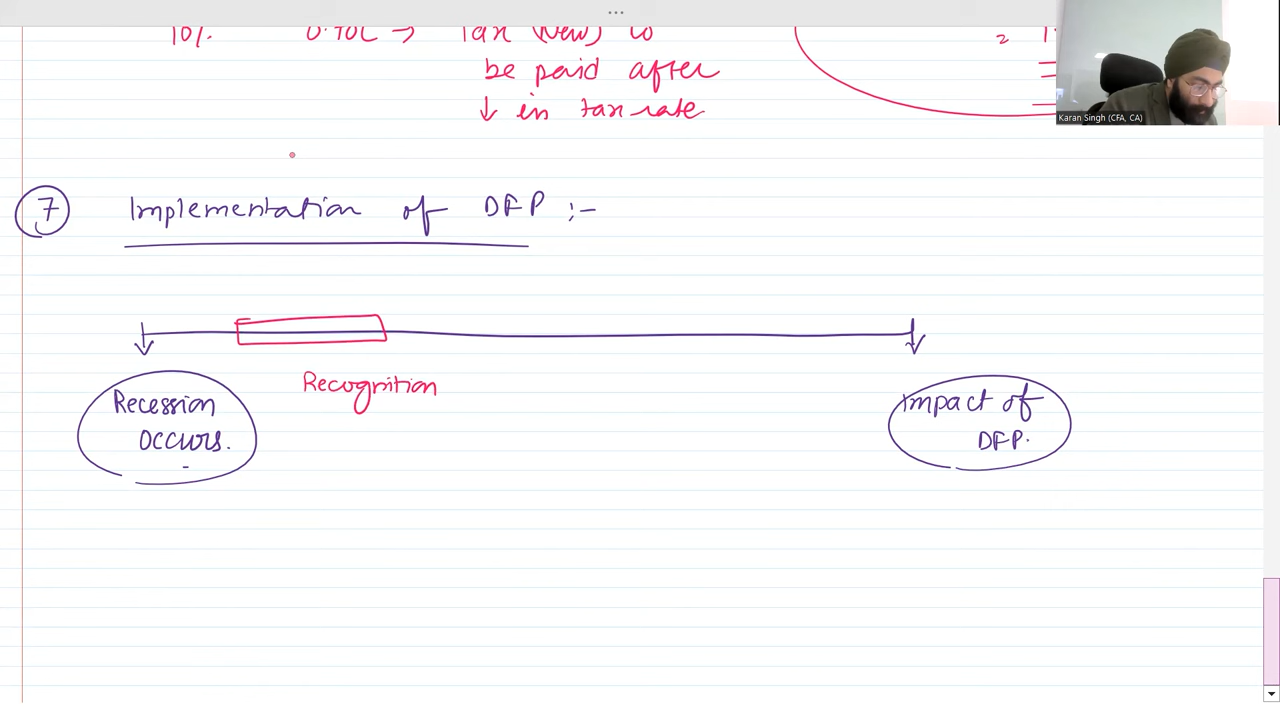 10%. 0.10L → Tax (New) to
be paid after
↓ in tax rate
Karan Singh (CFA, CA)
7 Implementation of DFP :-
Recognition
Recession
Occurs.
Impact of
DFP.